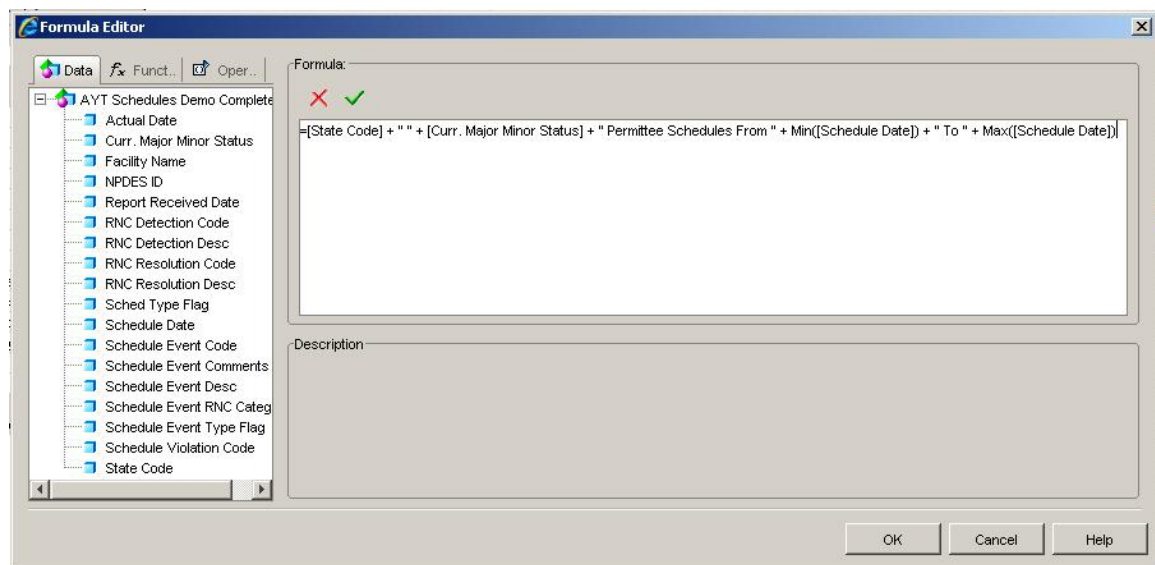 Formula Editor
Data
Funct..
Oper..
AYT Schedules Demo Complete
Actual Date
Curr. Major Minor Status
Facility Name
NPDES ID
Report Received Date
RNC Detection Code
RNC Detection Desc
RNC Resolution Code
RNC Resolution Desc
Sched Type Flag
Schedule Date
Schedule Event Code
Schedule Event Comments
Schedule Event Desc
Schedule Event RNC Categ
Schedule Event Type Flag
Schedule Violation Code
State Code
Formula:
=[State Code] + " " + [Curr. Major Minor Status] + " Permittee Schedules From " + Min([Schedule Date]) + " To " + Max([Schedule Date])
Description
OK
Cancel
Help